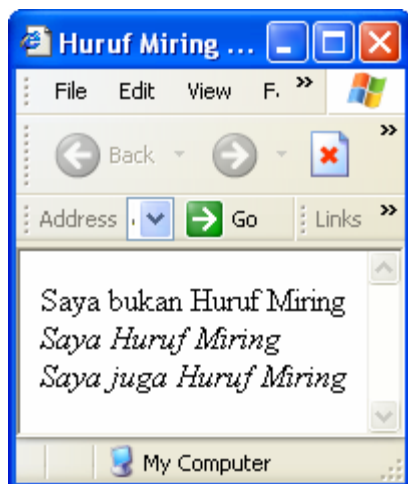 Huruf Miring ...
File Edit View F. »
Back »
Address Go Links »
Saya bukan Huruf Miring
Saya Huruf Miring
Saya juga Huruf Miring
My Computer